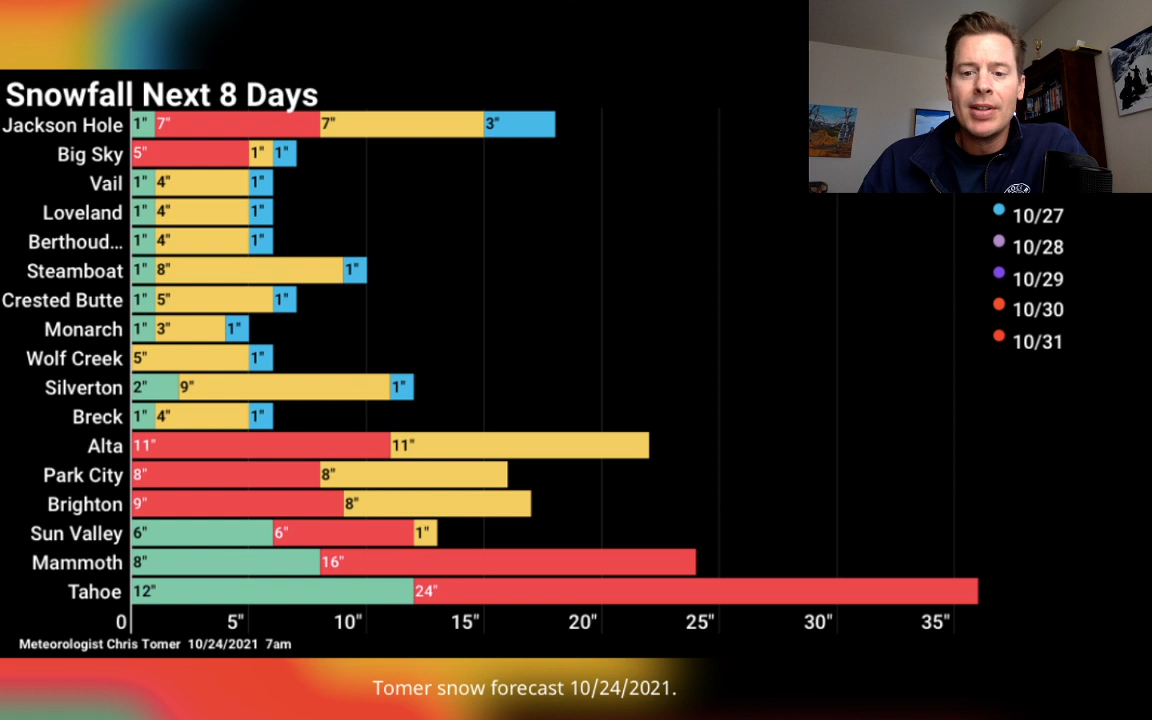 Snowfall Next 8 Days
Jackson Hole 1" 7" 7" 3"
Big Sky 5" 1" 1"
Vail 1" 4" 1"
Loveland 1" 4" 1"
Berthoud... 1" 4" 1"
Steamboat 1" 8" 1"
Crested Butte 1" 5" 1"
Monarch 1" 3" 1"
Wolf Creek 5" 1"
Silverton 2" 9" 1"
Breck 1" 4" 1"
Alta 11" 11"
Park City 8" 8"
Brighton 9" 8"
Sun Valley 6" 6" 1"
Mammoth 8" 16"
Tahoe 12" 24"
0 5" 10" 15" 20" 25" 30" 35"
Meteorologist Chris Tomer 10/24/2021 7am
10/27
10/28
10/29
10/30
10/31
Tomer snow forecast 10/24/2021.